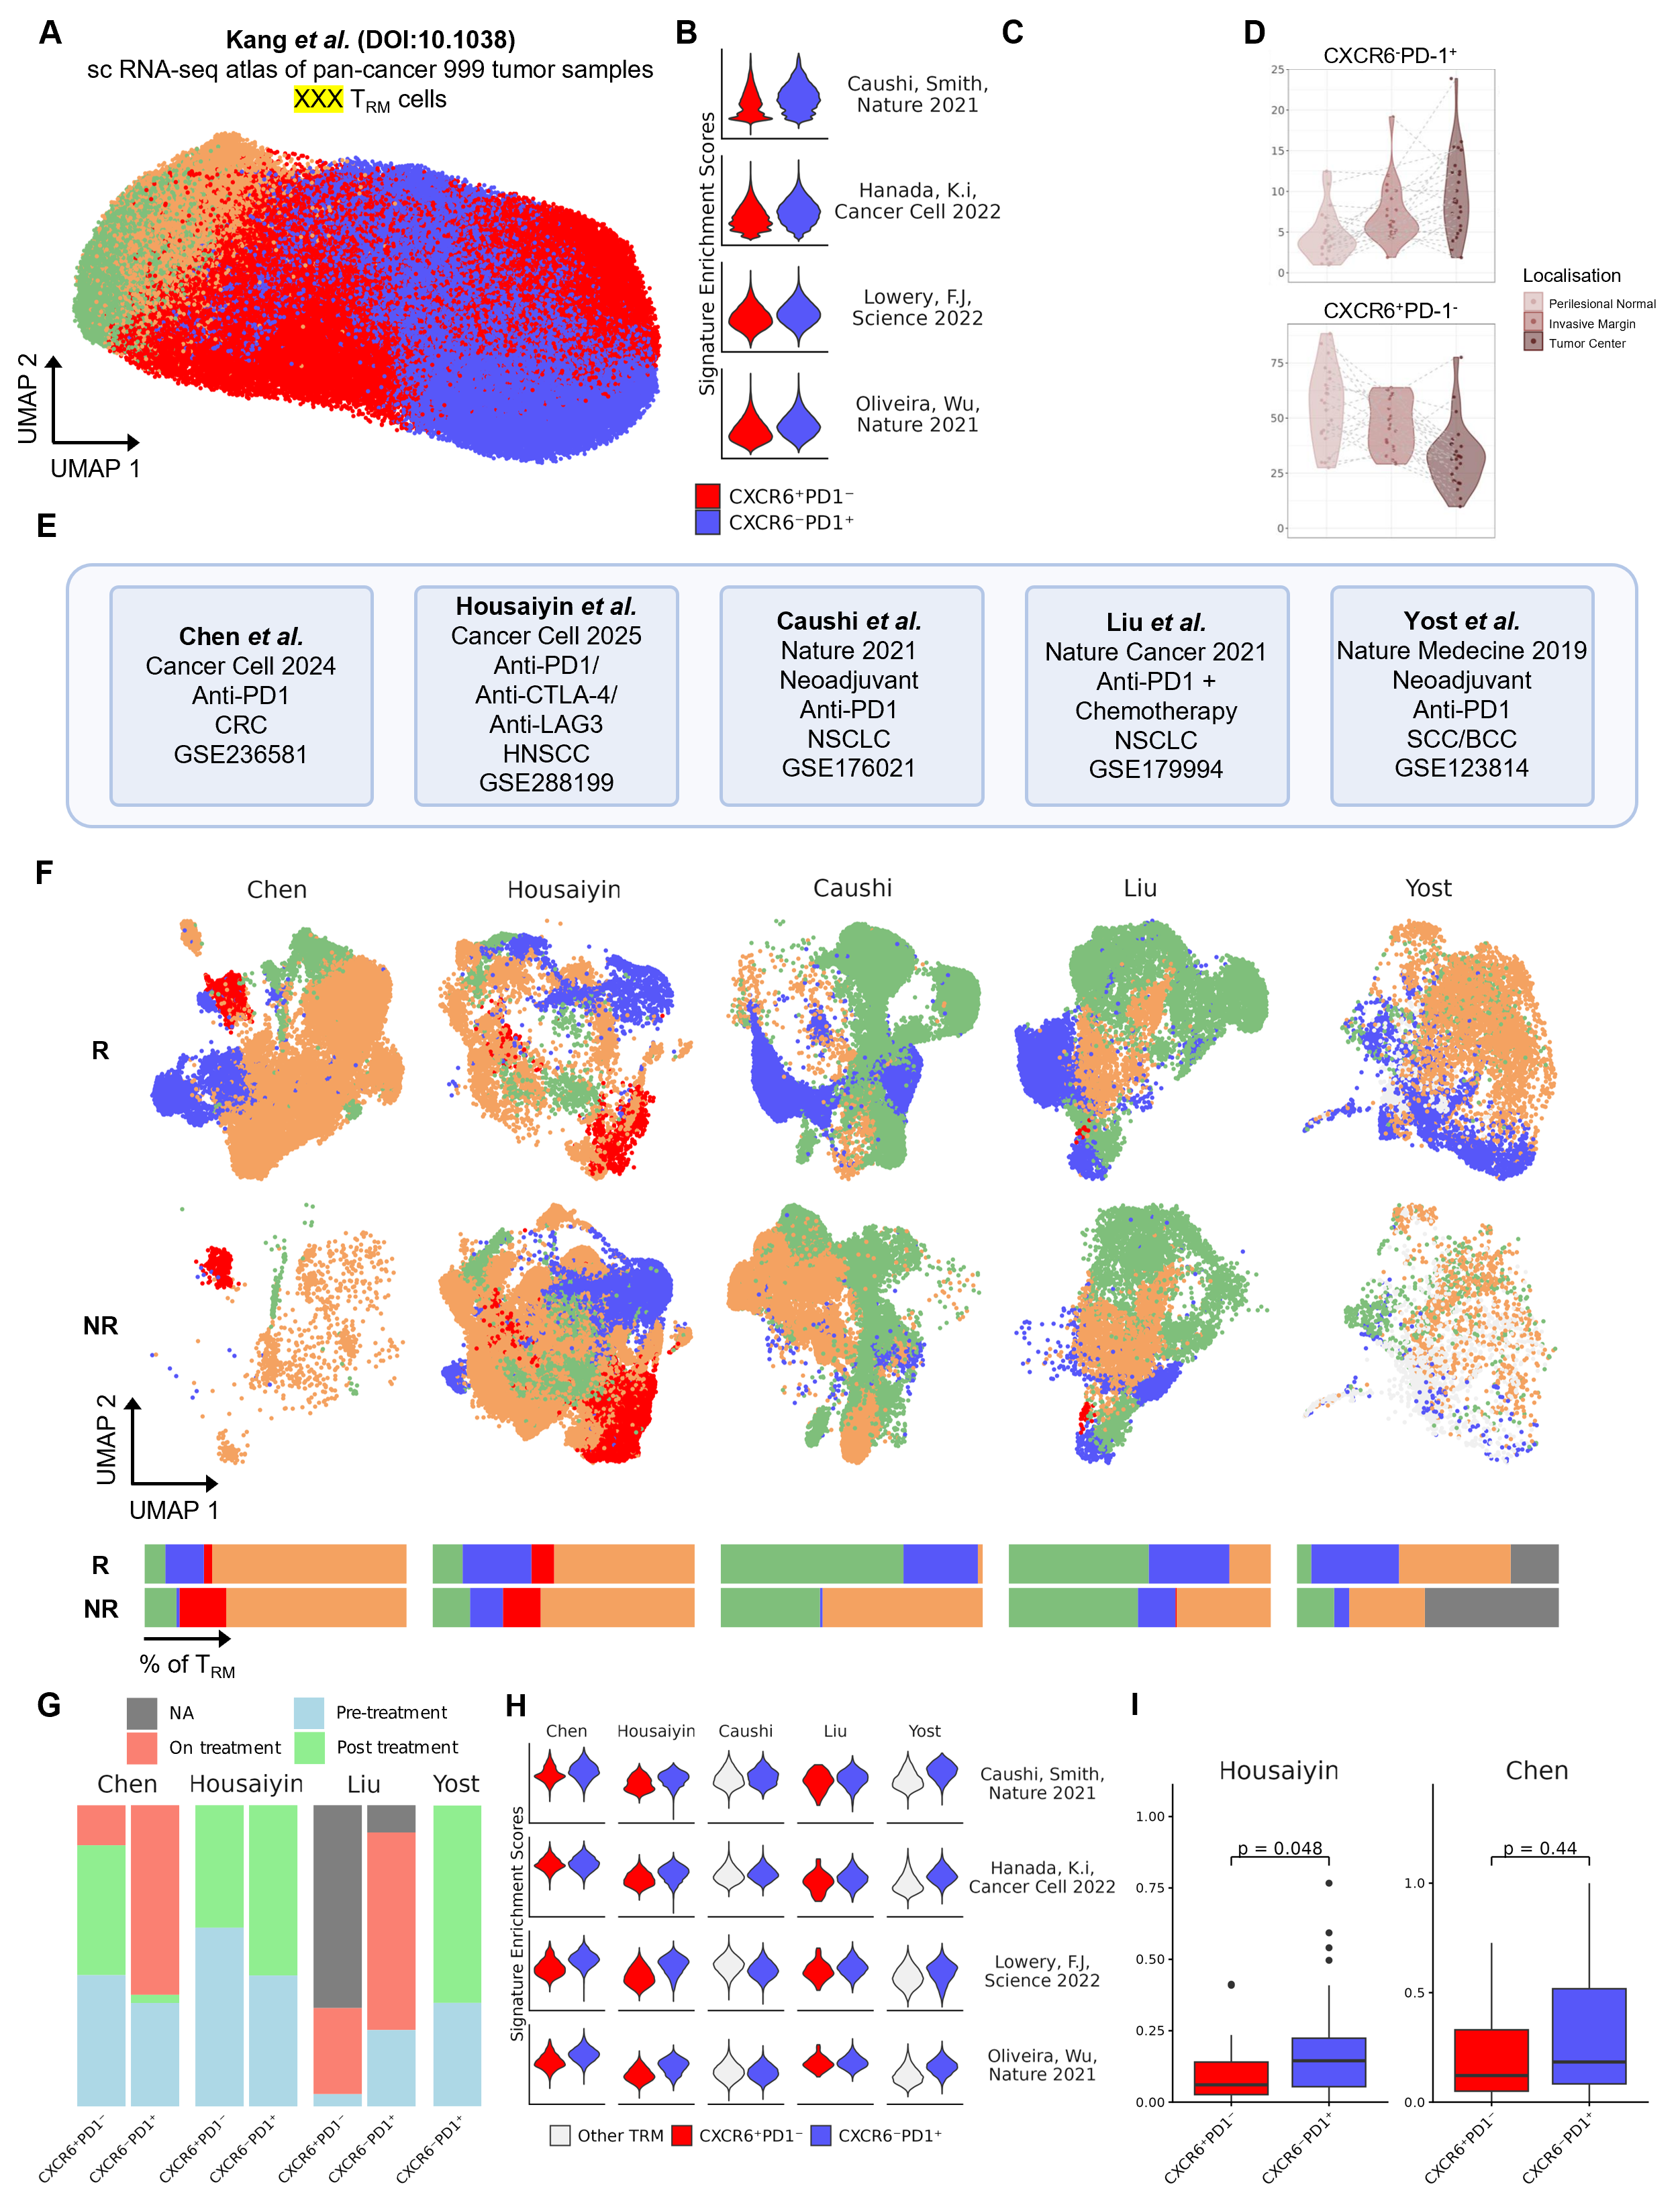 A
Kang et al. (DOI:10.1038)
sc RNA-seq atlas of pan-cancer 999 tumor samples
XXX TRM cells
UMAP 2
UMAP 1
B
Signature Enrichment Scores
Caushi, Smith,
Nature 2021
Hanada, K.i,
Cancer Cell 2022
Lowery, F.J,
Science 2022
Oliveira, Wu,
Nature 2021
CXCR6⁺PD1⁻
CXCR6⁻PD1⁺
C
D
CXCR6⁻PD-1⁺
25
20
15
10
5
0
CXCR6⁺PD-1⁻
75
50
25
0
Localisation
Perilesional Normal
Invasive Margin
Tumor Center
E
Chen et al.
Cancer Cell 2024
Anti-PD1
CRC
GSE236581
Housaiyin et al.
Cancer Cell 2025
Anti-PD1/
Anti-CTLA-4/
Anti-LAG3
HNSCC
GSE288199
Caushi et al.
Nature 2021
Neoadjuvant
Anti-PD1
NSCLC
GSE176021
Liu et al.
Nature Cancer 2021
Anti-PD1 +
Chemotherapy
NSCLC
GSE179994
Yost et al.
Nature Medecine 2019
Neoadjuvant
Anti-PD1
SCC/BCC
GSE123814
F
Chen
Housaiyin
Caushi
Liu
Yost
R
NR
UMAP 2
UMAP 1
R
NR
% of TRM
G
NA
Pre-treatment
On treatment
Post treatment
Chen
Housaiyin
Liu
Yost
CXCR6⁺PD1⁻
CXCR6⁻PD1⁺
CXCR6⁺PD1⁻
CXCR6⁻PD1⁺
CXCR6⁺PD1⁻
CXCR6⁻PD1⁺
CXCR6⁻PD1⁺
H
Chen
Housaiyin
Caushi
Liu
Yost
Signature Enrichment Scores
Caushi, Smith,
Nature 2021
Hanada, K.i,
Cancer Cell 2022
Lowery, F.J,
Science 2022
Oliveira, Wu,
Nature 2021
Other TRM
CXCR6⁺PD1⁻
CXCR6⁻PD1⁺
I
Housaiyin
1.00
0.75
0.50
0.25
0.00
p = 0.048
CXCR6⁺PD1⁻
CXCR6⁻PD1⁺
Chen
1.0
0.5
0.0
p = 0.44
CXCR6⁺PD1⁻
CXCR6⁻PD1⁺